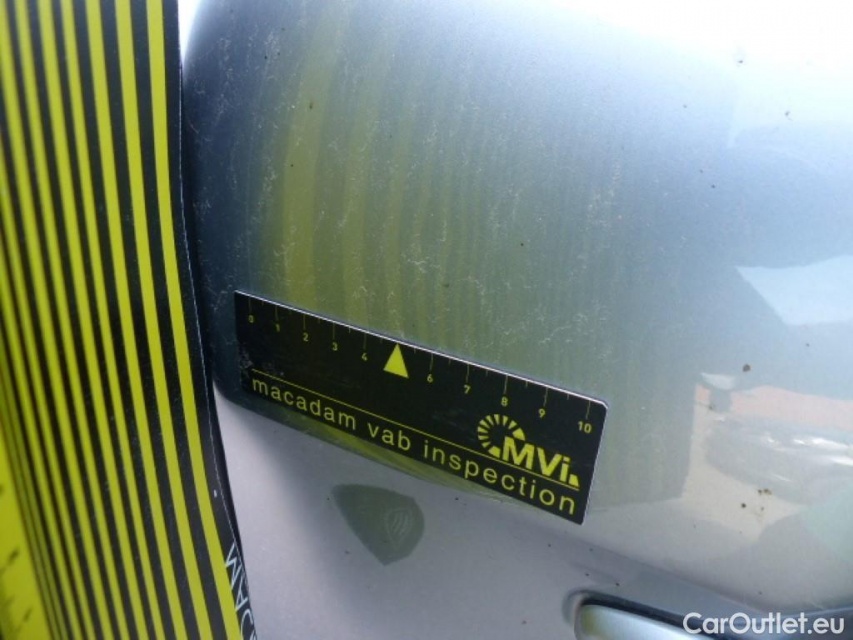 0 1 2 3 4 6 7 8 9 10
MVi
macadam vab inspection
CarOutlet.eu